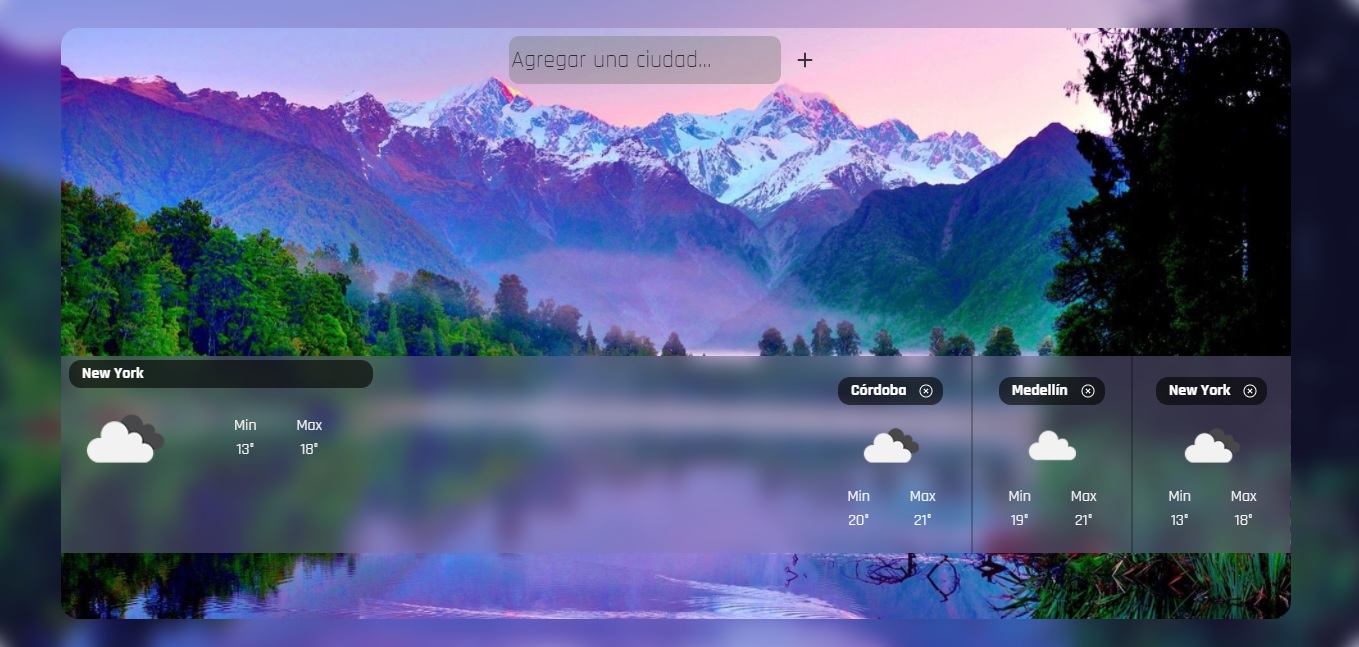 Agregar una ciudad...
+
New York
Min Max
13° 18°
Córdoba
Min Max
20° 21°
Medellín
Min Max
19° 21°
New York
Min Max
13° 18°